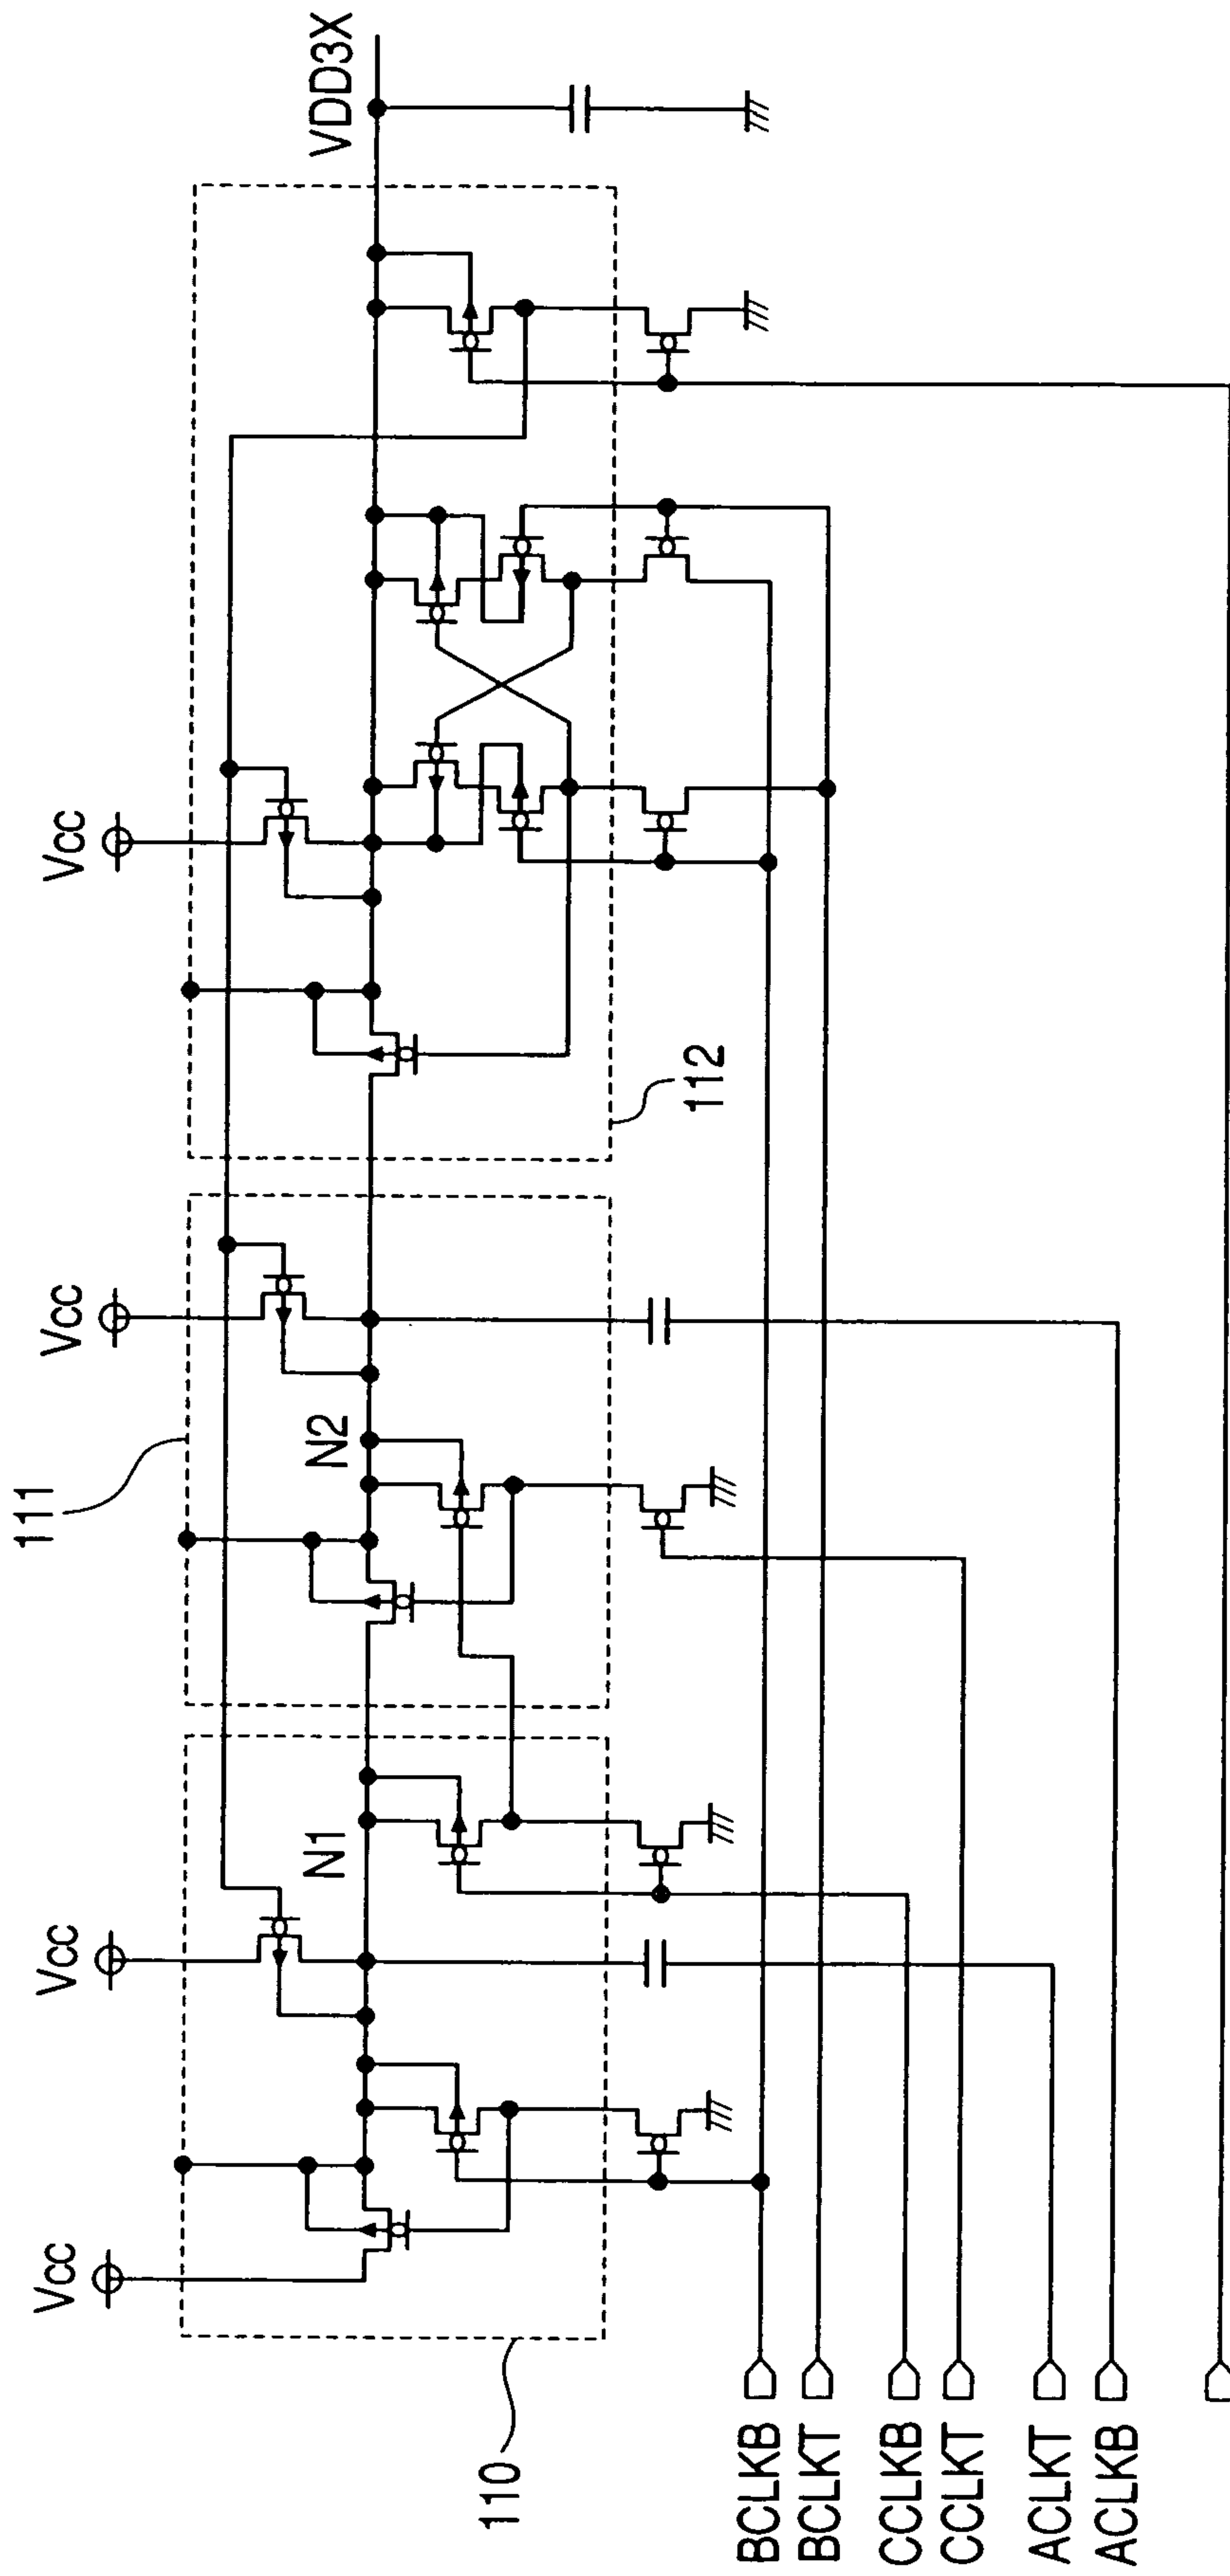 111
Vcc
Vcc
Vcc
Vcc
VDD3X
N1
N2
110
112
BCLKB
BCLKT
CCLKB
CCLKT
ACLKT
ACLKB